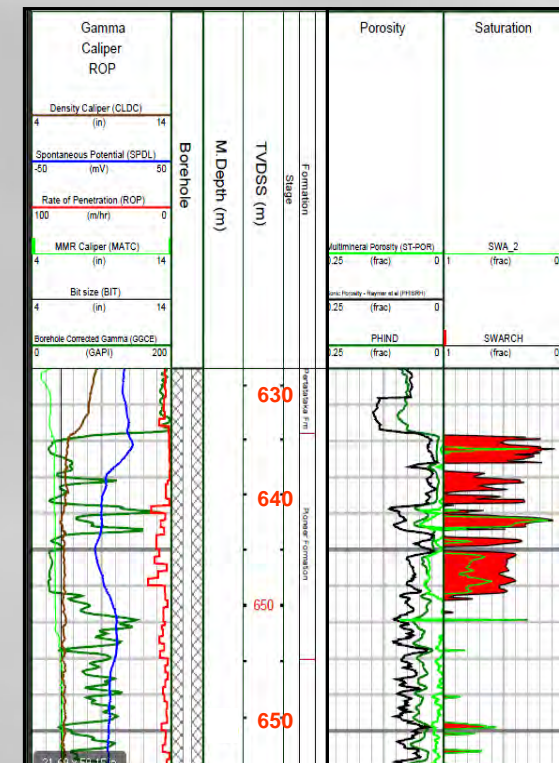 Gamma
Caliper
ROP
Density Caliper (CLDC)
4 (in) 14
Spontaneous Potential (SPDL)
-50 (mV) 50
Rate of Penetration (ROP)
100 (m/hr) 0
MMR Caliper (MATC)
4 (in) 14
Bit size (BIT)
4 (in) 14
Borehole Corrected Gamma (GGCE)
0 (GAPI) 200
Borehole
M.Depth (m)
TVDSS (m)
Stage
Formation
Porosity
Multimineral Porosity (ST-POR)
0.25 (frac) 0
Sonic Porosity - Raymer et al (PHISRH)
0.25 (frac) 0
PHIND
0.25 (frac) 0
Saturation
SWA_2
1 (frac) 0
SWARCH
1 (frac) 0
630
640
650
650
Pertatataka Fm
Pioneer Formation